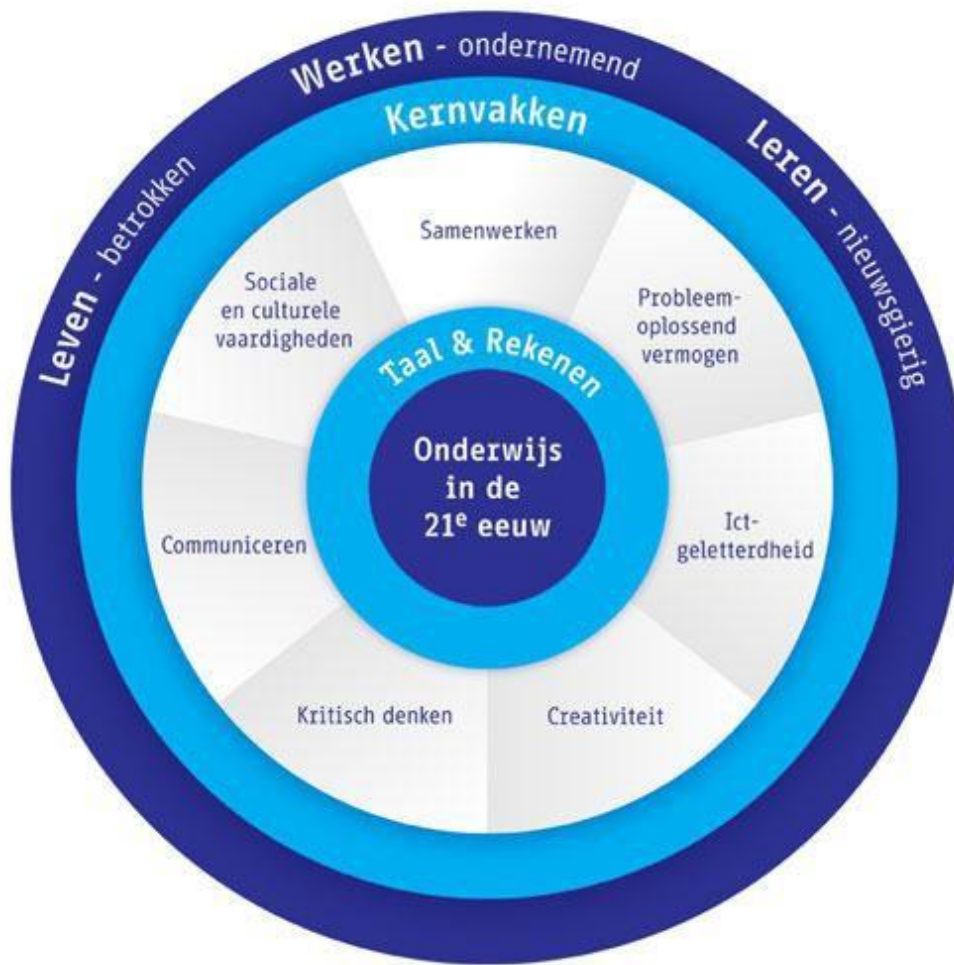 Werken - ondernemend
Leren - nieuwsgierig
Leven - betrokken
Kernvakken
Samenwerken
Probleem-
oplossend
vermogen
Ict-
geletterdheid
Creativiteit
Kritisch denken
Communiceren
Sociale
en culturele
vaardigheden
Taal & Rekenen
Onderwijs
in de
21e eeuw